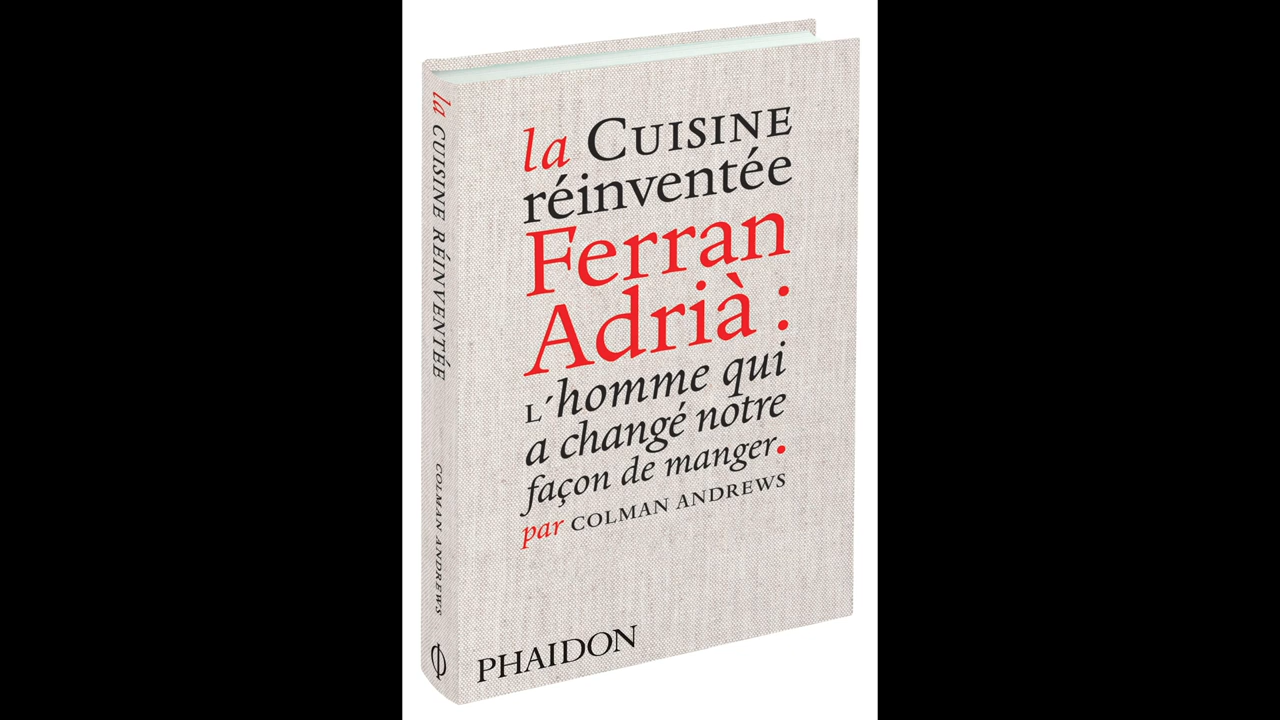 la CUISINE
réinventée
Ferran
Adrià :
L'homme qui
a changé notre
façon de manger.
par COLMAN ANDREWS
PHAIDON
la CUISINE RÉINVENTÉE
COLMAN ANDREWS